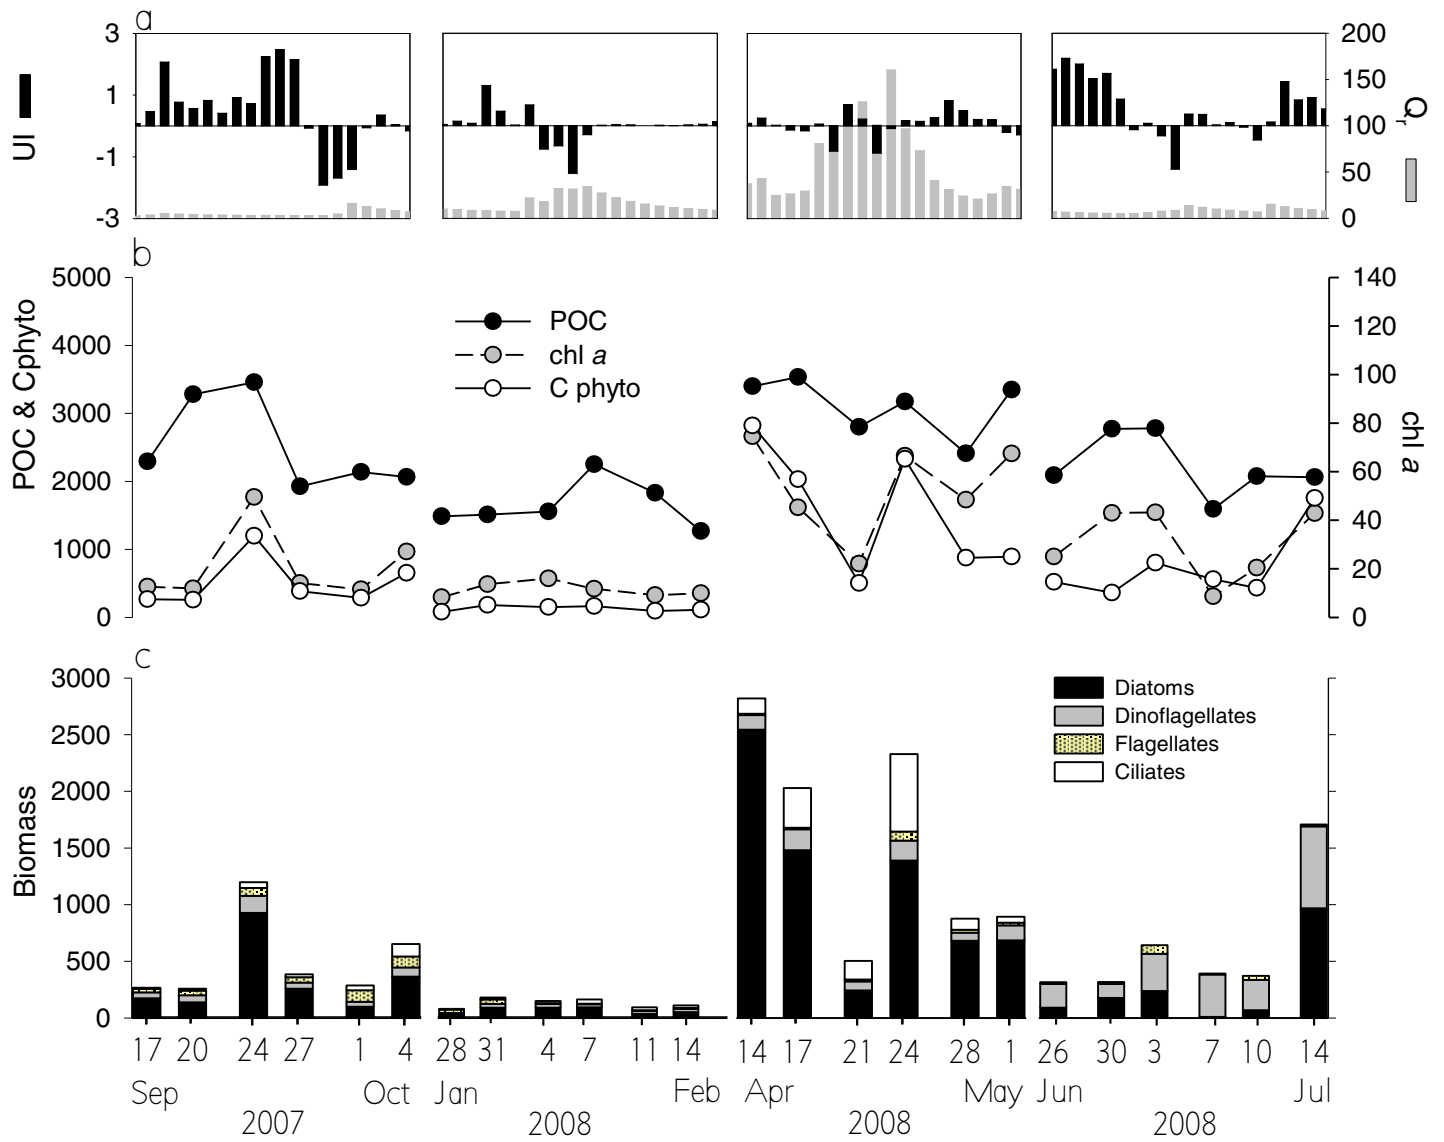 a
3
1
-1
-3
UI
200
150
100
50
0
Qr
b
5000
4000
3000
2000
1000
0
POC & Cphyto
POC
chl a
C phyto
140
120
100
80
60
40
20
0
chl a
c
3000
2500
2000
1500
1000
500
0
Biomass
Diatoms
Dinoflagellates
Flagellates
Ciliates
17 20 24 27 1 4 28 31 4 7 11 14 14 17 21 24 28 1 26 30 3 7 10 14
Sep Oct Jan Feb Apr May Jun Jul
2007 2008 2008 2008